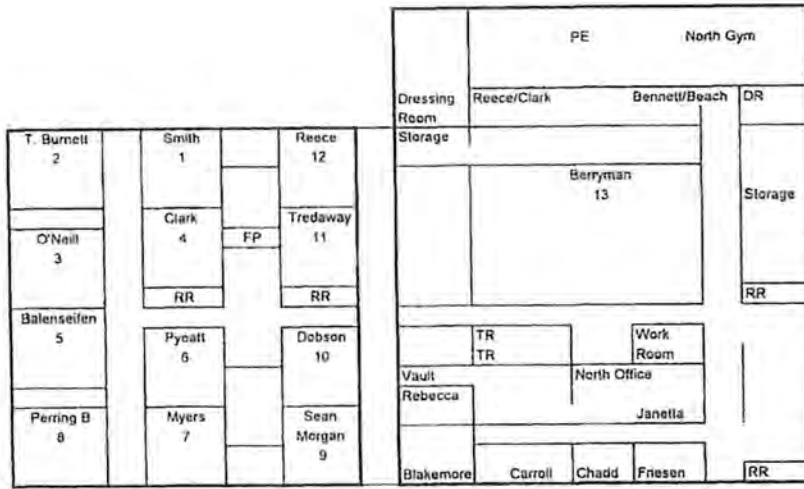 PE North Gym
Dressing Room
Reece/Clark
Bennett/Beach
DR
Storage
T. Burnett
2
Smith
1
Reece
12
Berryman
13
Storage
O'Neill
3
Clark
4
FP
Tredaway
11
RR
RR
RR
Balenseifen
5
Pyeatt
6
Dobson
10
TR
TR
Work Room
Vault
North Office
Rebecca
Janetta
Perring B
8
Myers
7
Sean Morgan
9
Blakemore
Carroll
Chadd
Friesen
RR